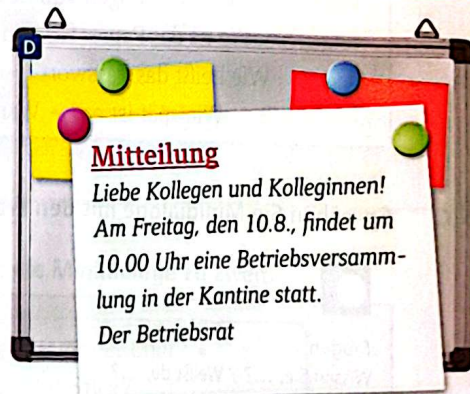 D
Mitteilung
Liebe Kollegen und Kolleginnen!
Am Freitag, den 10.8., findet um
10.00 Uhr eine Betriebsversamm-
lung in der Kantine statt.
Der Betriebsrat